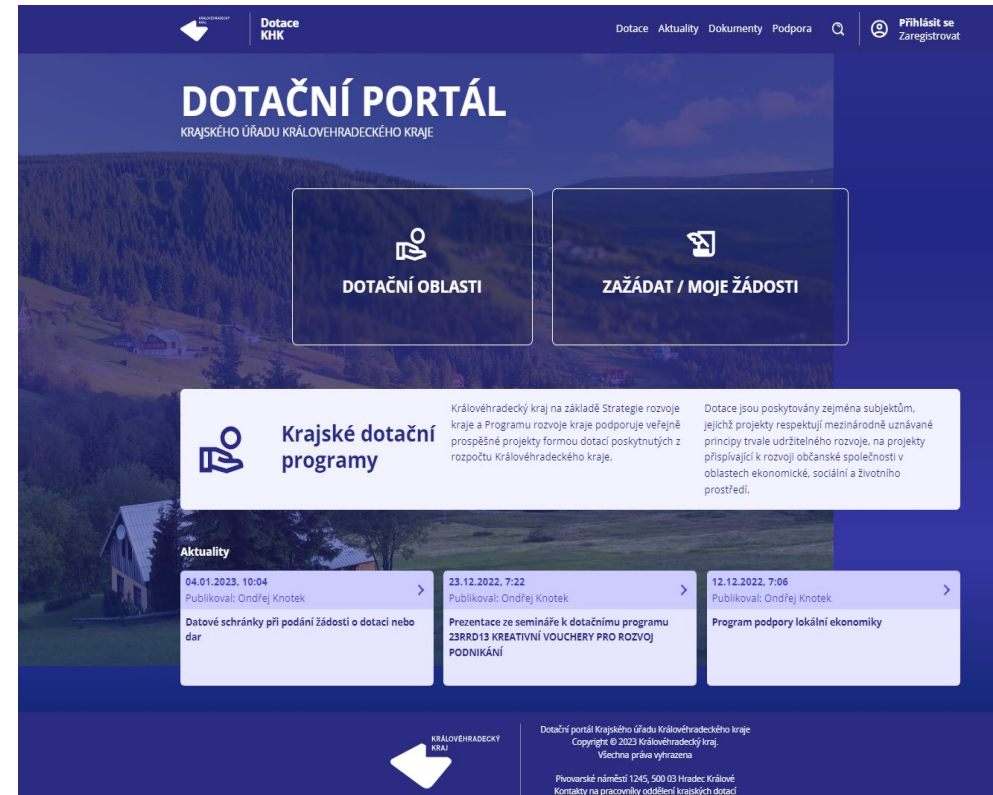 KRÁLOVÉHRADECKÝ
KRAJ
Dotace
KHK
Dotace Aktuality Dokumenty Podpora
Přihlásit se
Zaregistrovat
DOTAČNÍ PORTÁL
KRAJSKÉHO ÚŘADU KRÁLOVEHRADECKÉHO KRAJE
DOTAČNÍ OBLASTI
ZAŽÁDAT / MOJE ŽÁDOSTI
Krajské dotační
programy
Královéhradecký kraj na základě Strategie rozvoje
kraje a Programu rozvoje kraje podporuje veřejně
prospěšné projekty formou dotací poskytnutých z
rozpočtu Královéhradeckého kraje.
Dotace jsou poskytovány zejména subjektům,
jejichž projekty respektují mezinárodně uznávané
principy trvale udržitelného rozvoje, na projekty
přispívající k rozvoji občanské společnosti v
oblastech ekonomické, sociální a životního
prostředí.
Aktuality
04.01.2023, 10:04
Publikoval: Ondřej Knotek
Datové schránky při podání žádosti o dotaci nebo
dar
23.12.2022, 7:22
Publikoval: Ondřej Knotek
Prezentace ze semináře k dotačnímu programu
23RRD13 KREATIVNÍ VOUCHERY PRO ROZVOJ
PODNIKÁNÍ
12.12.2022, 7:06
Publikoval: Ondřej Knotek
Program podpory lokální ekonomiky
KRÁLOVÉHRADECKÝ
KRAJ
Dotační portál Krajského úřadu Královéhradeckého kraje
Copyright © 2023 Královéhradecký kraj.
Všechna práva vyhrazena
Pivovarské náměstí 1245, 500 03 Hradec Králové
Kontakty na pracovníky oddělení krajských dotací